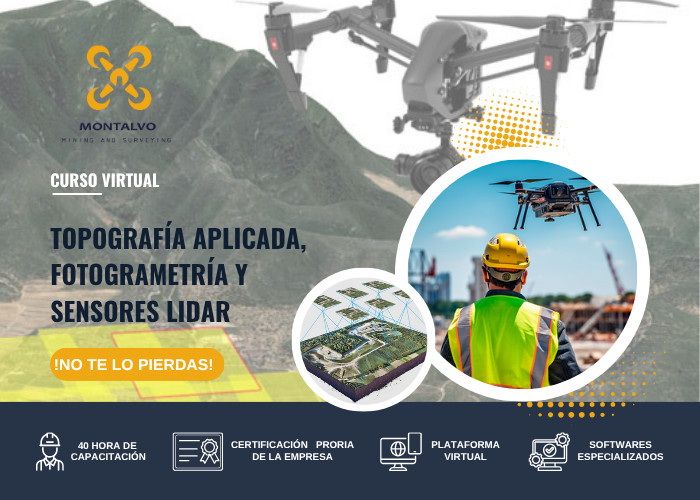 MONTALVO
MINING AND SURVEYING
CURSO VIRTUAL
TOPOGRAFÍA APLICADA,
FOTOGRAMETRÍA Y
SENSORES LIDAR
!NO TE LO PIERDAS!
40 HORA DE
CAPACITACIÓN
CERTIFICACIÓN PRORIA
DE LA EMPRESA
PLATAFORMA
VIRTUAL
SOFTWARES
ESPECIALIZADOS